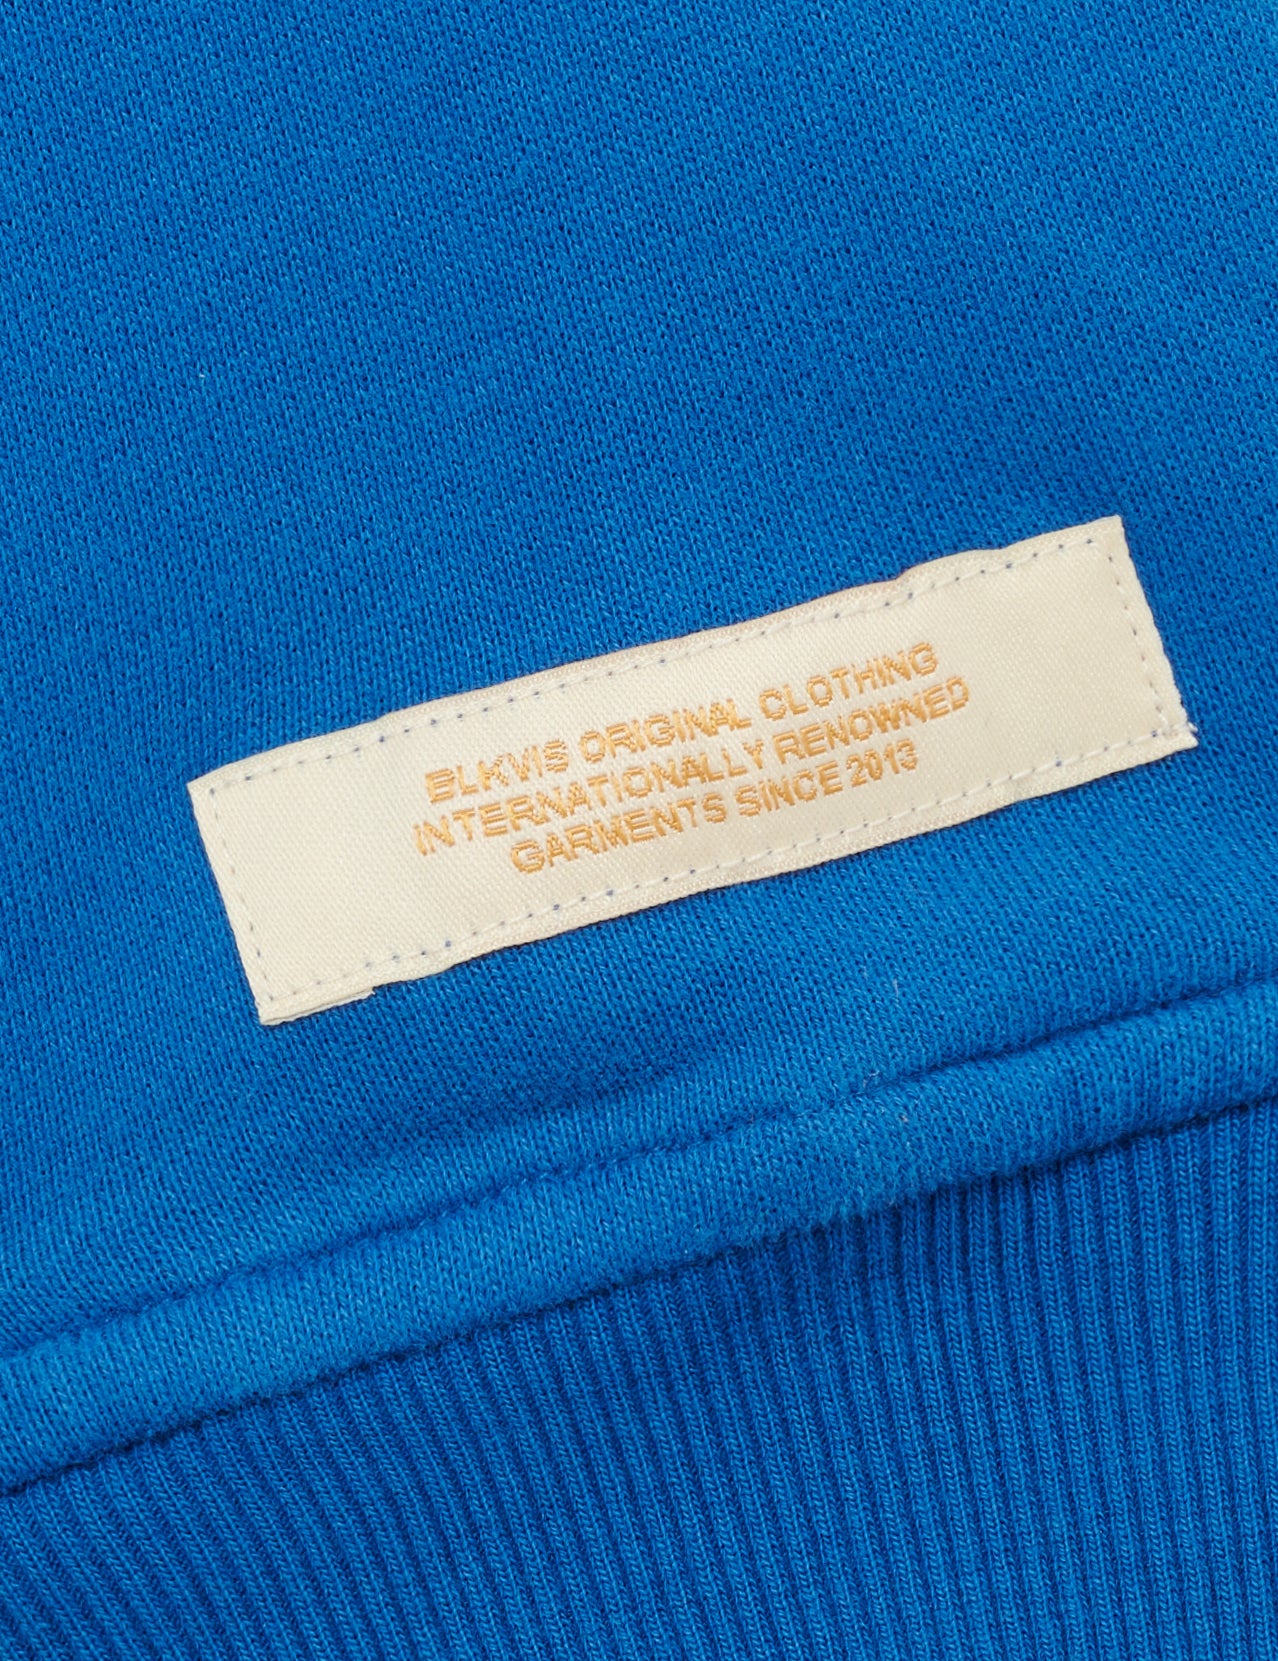 BLKVIS ORIGINAL CLOTHING
INTERNATIONALLY RENOWNED
GARMENTS SINCE 2013